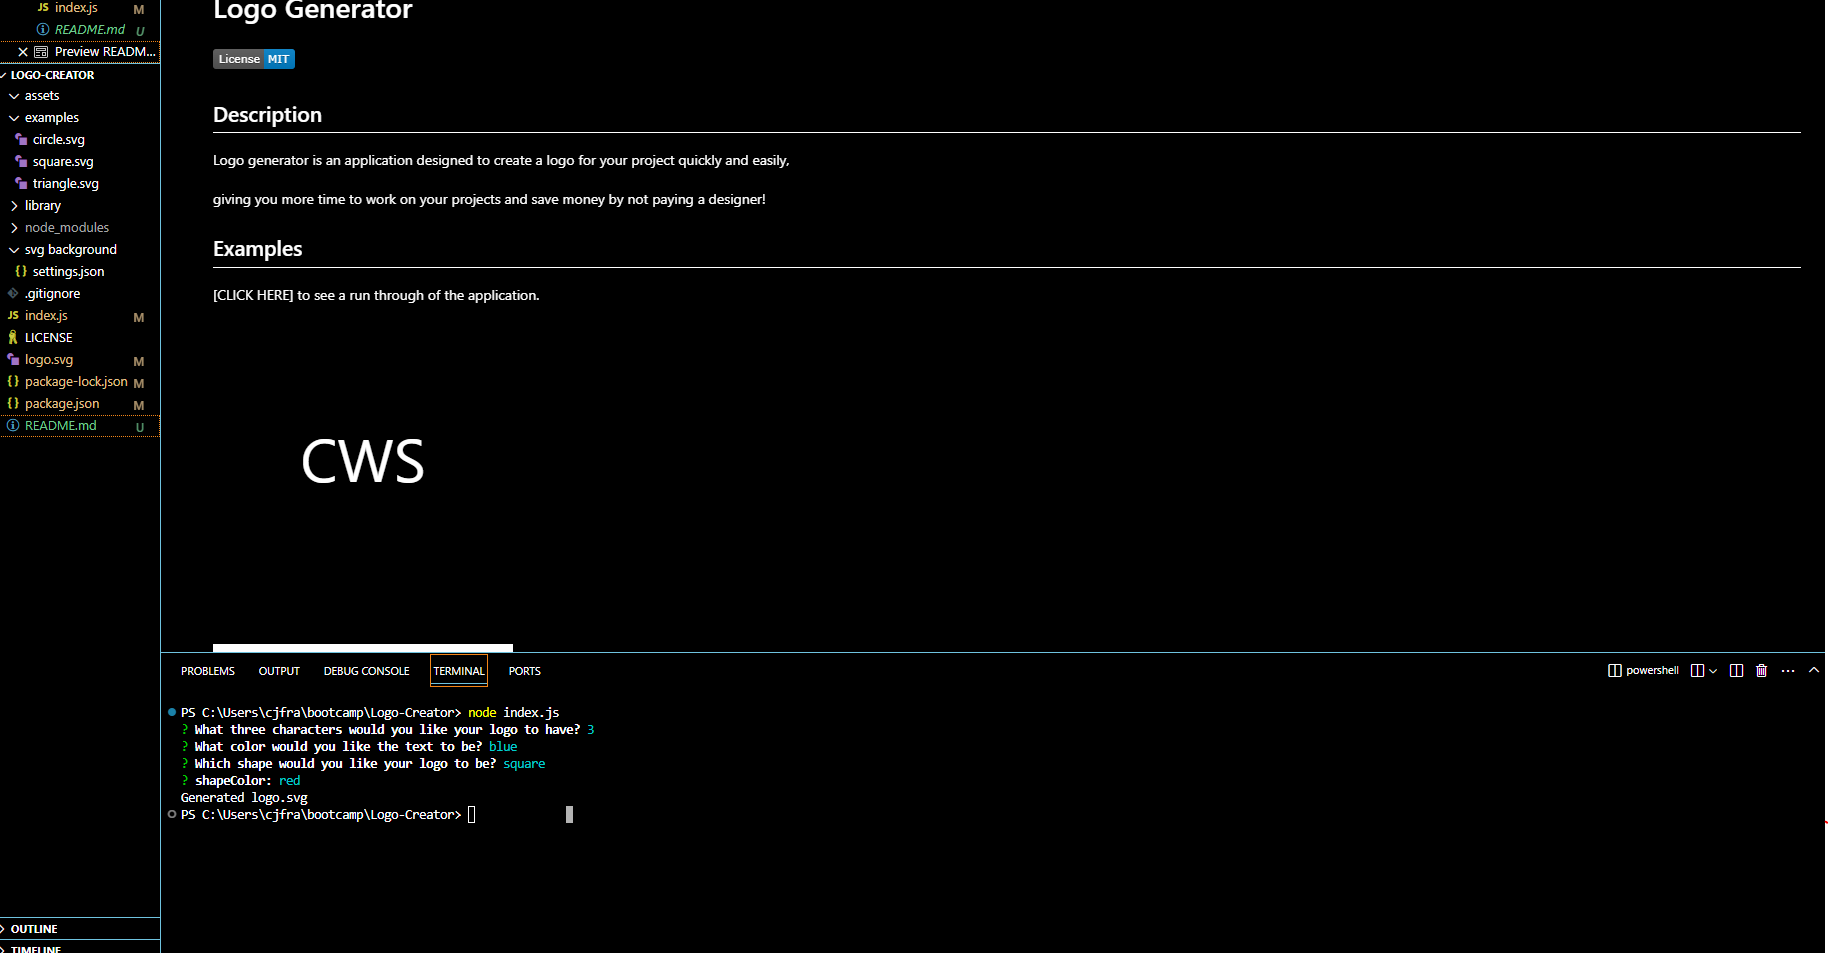 JS index.js M
README.md U
Preview READM...
LOGO-CREATOR
assets
examples
circle.svg
square.svg
triangle.svg
library
node_modules
svg background
{} settings.json
.gitignore
JS index.js M
LICENSE
logo.svg M
{} package-lock.json M
{} package.json M
README.md U
OUTLINE
TIMELINE
Logo Generator
License MIT
Description
Logo generator is an application designed to create a logo for your project quickly and easily,
giving you more time to work on your projects and save money by not paying a designer!
Examples
[CLICK HERE] to see a run through of the application.
CWS
PROBLEMS OUTPUT DEBUG CONSOLE TERMINAL PORTS powershell
PS C:\Users\cjfra\bootcamp\Logo-Creator> node index.js
? What three characters would you like your logo to have? 3
? What color would you like the text to be? blue
? Which shape would you like your logo to be? square
? shapeColor: red
Generated logo.svg
PS C:\Users\cjfra\bootcamp\Logo-Creator>